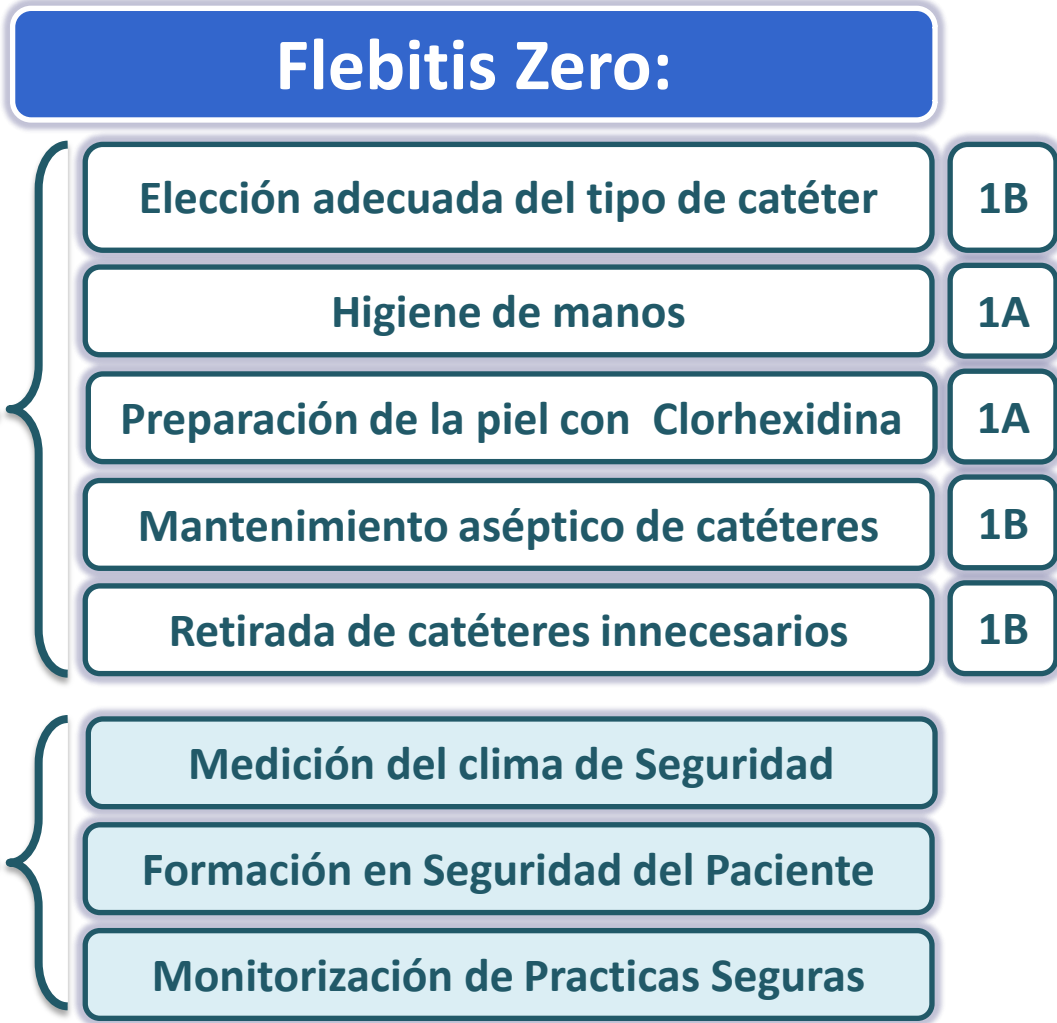 Flebitis Zero:
Elección adecuada del tipo de catéter 1B
Higiene de manos 1A
Preparación de la piel con Clorhexidina 1A
Mantenimiento aséptico de catéteres 1B
Retirada de catéteres innecesarios 1B
Medición del clima de Seguridad
Formación en Seguridad del Paciente
Monitorización de Practicas Seguras